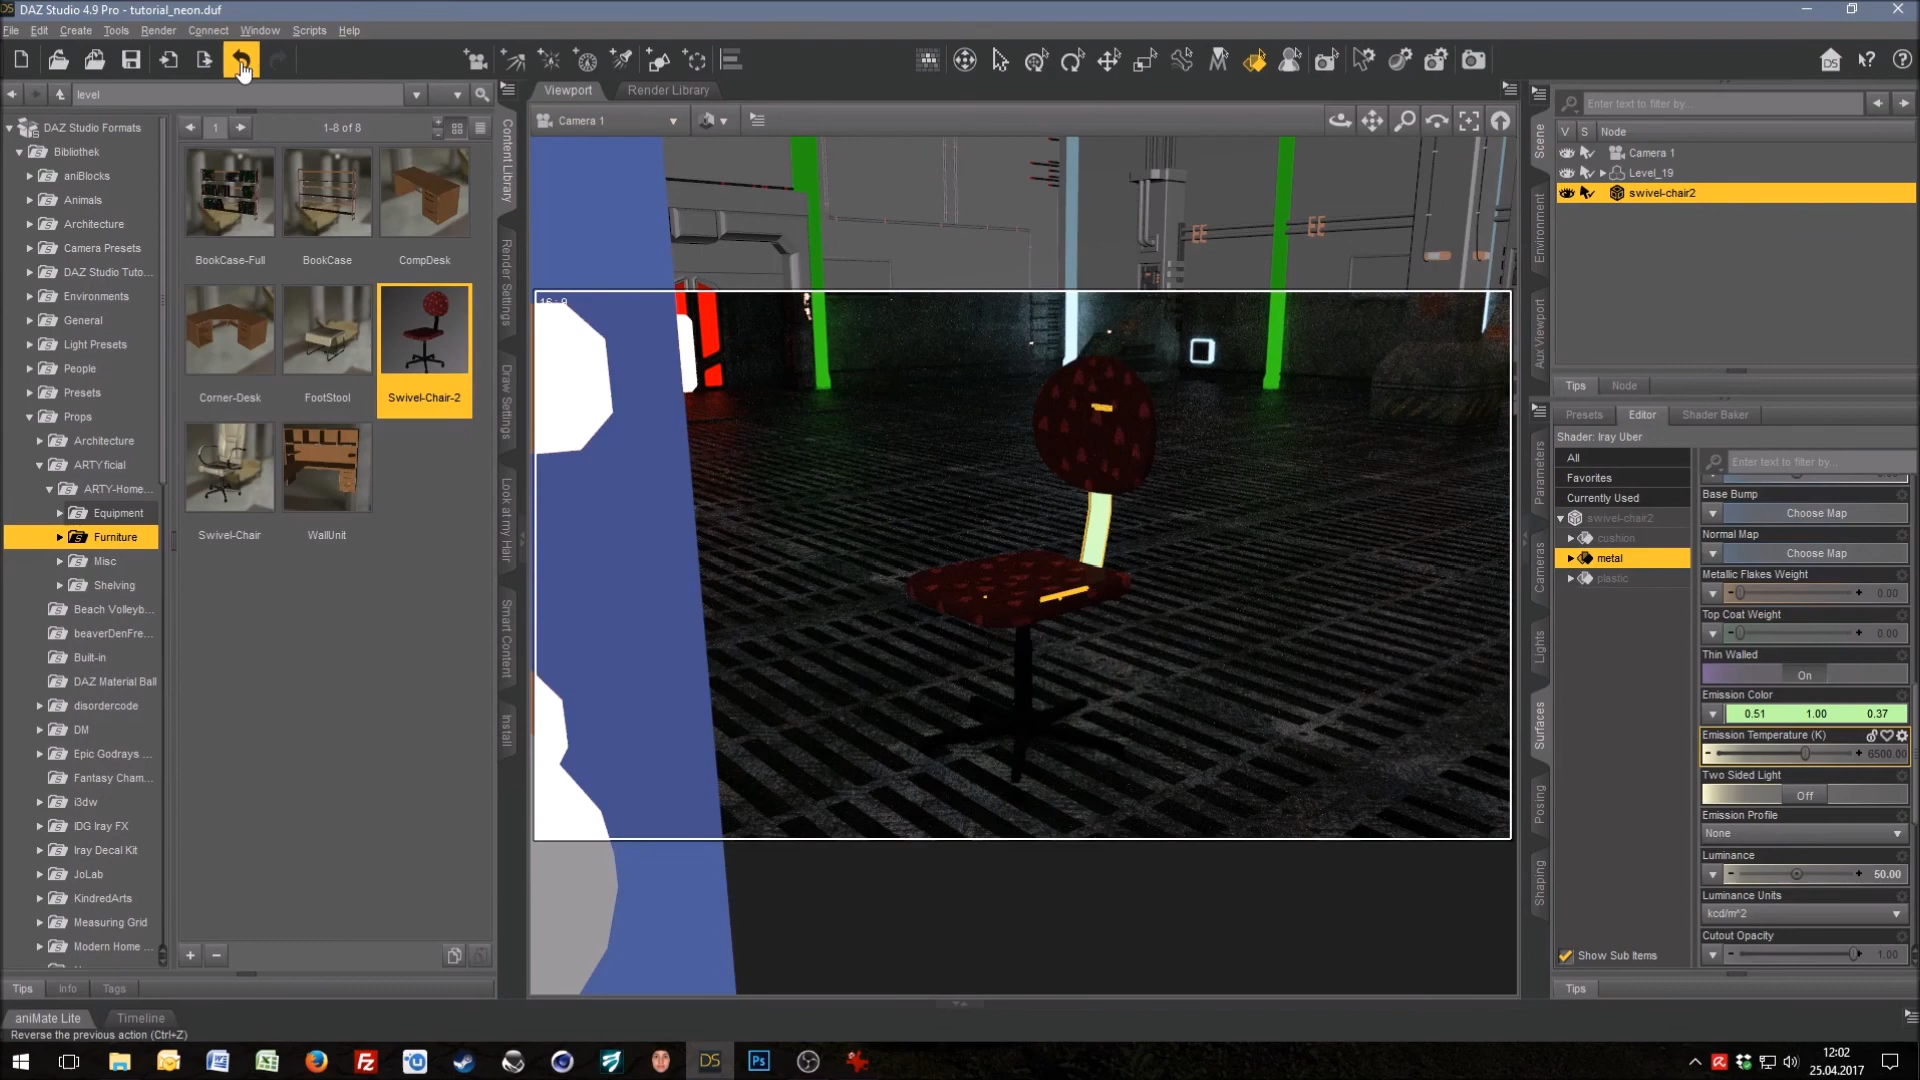 DAZ Studio 4.9 Pro - tutorial_neon.duf
File Edit Create Tools Render Connect Window Scripts Help
level
DAZ Studio Formats
Bibliothek
aniBlocks
Animals
Architecture
Camera Presets
DAZ Studio Tuto...
Environments
General
Light Presets
People
Presets
Props
Architecture
ARTYficial
ARTY-Home...
Equipment
Furniture
Misc
Shelving
Beach Volleyb...
beaverDenFre...
Built-in
DAZ Material Ball
disordercode
DM
Epic Godrays ...
Fantasy Cham...
i3dw
IDG Iray FX
Iray Decal Kit
JoLab
KindredArts
Measuring Grid
Modern Home ...
1
1-8 of 8
BookCase-Full
BookCase
CompDesk
Corner-Desk
FootStool
Swivel-Chair-2
Swivel-Chair
WallUnit
Tips Info Tags
aniMate Lite Timeline
Reverse the previous action (Ctrl+Z)
Content Library
Render Settings
Draw Settings
Look at my Hair
Smart Content
Install
Viewport Render Library
Camera 1
16 : 9
Scene
Environment
Aux Viewport
Enter text to filter by...
V S Node
Camera 1
Level_19
swivel-chair2
Tips Node
Parameters
Cameras
Lights
Surfaces
Posing
Shaping
Presets Editor Shader Baker
Shader: Iray Uber
All
Favorites
Currently Used
swivel-chair2
cushion
metal
plastic
Show Sub Items
Enter text to filter by...
Base Bump
Choose Map
Normal Map
Choose Map
Metallic Flakes Weight
0.00
Top Coat Weight
0.00
Thin Walled
On
Emission Color
0.51 1.00 0.37
Emission Temperature (K)
6500.00
Two Sided Light
Off
Emission Profile
None
Luminance
50.00
Luminance Units
kcd/m^2
Cutout Opacity
1.00
Tips
DS
Ps
12:02
25.04.2017